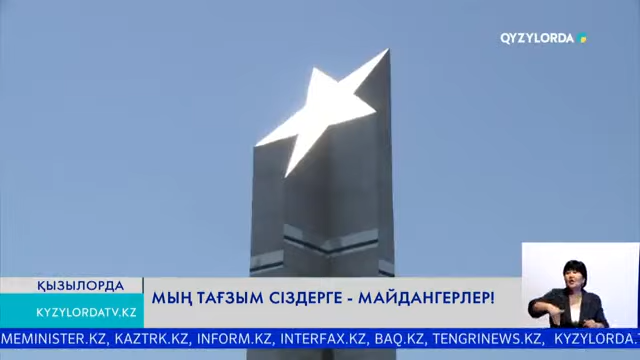 QYZYLORDA
ҚЫЗЫЛОРДА
KYZYLORDATV.KZ
МЫҢ ТАҒЗЫМ СІЗДЕРГЕ - МАЙДАНГЕРЛЕР!
MEMINISTER.KZ, KAZTRK.KZ, INFORM.KZ, INTERFAX.KZ, BAQ.KZ, TENGRINEWS.KZ, KYZYLORDA.